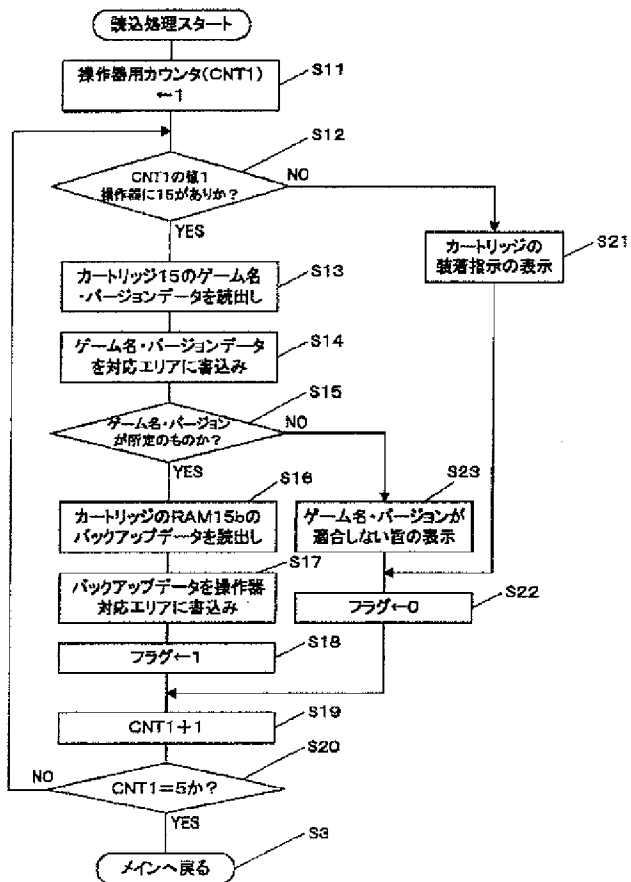 読込処理スタート
操作器用カウンタ(CNT1)
←1
S11
S12
CNT1の値1
操作器に15がありか?
NO
YES
カートリッジの
装着指示の表示
S21
カートリッジ15のゲーム名
・バージョンデータを読出し
S13
ゲーム名・バージョンデータ
を対応エリアに書込み
S14
S15
ゲーム名・バージョン
が所定のものか?
NO
YES
S16
カートリッジのRAM15bの
バックアップデータを読出し
S23
ゲーム名・バージョンが
適合しない旨の表示
S17
バックアップデータを操作器
対応エリアに書込み
フラグ←0
S22
フラグ←1
S18
CNT1+1
S19
S20
NO
CNT1=5か?
YES
メインへ戻る
S3